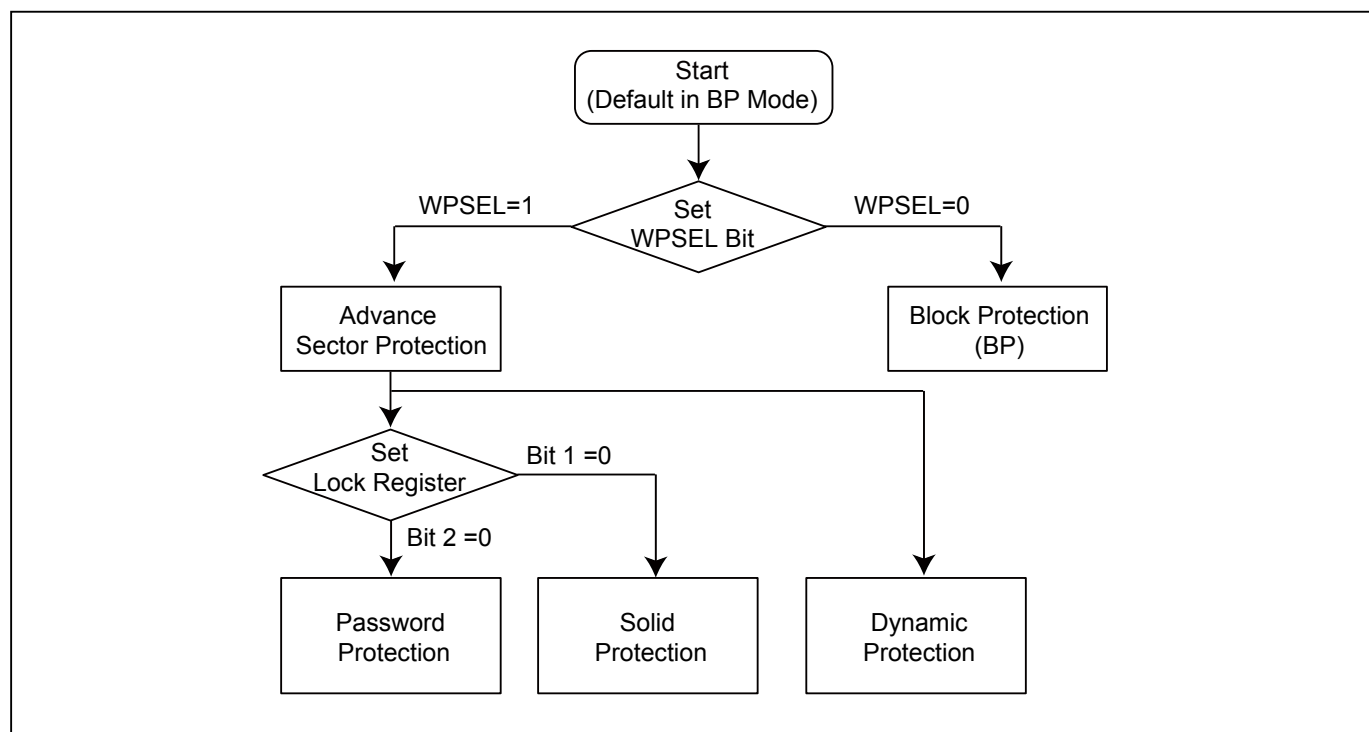 Start
(Default in BP Mode)
WPSEL=1
Set
WPSEL Bit
WPSEL=0
Advance
Sector Protection
Block Protection
(BP)
Set
Lock Register
Bit 1 =0
Bit 2 =0
Password
Protection
Solid
Protection
Dynamic
Protection